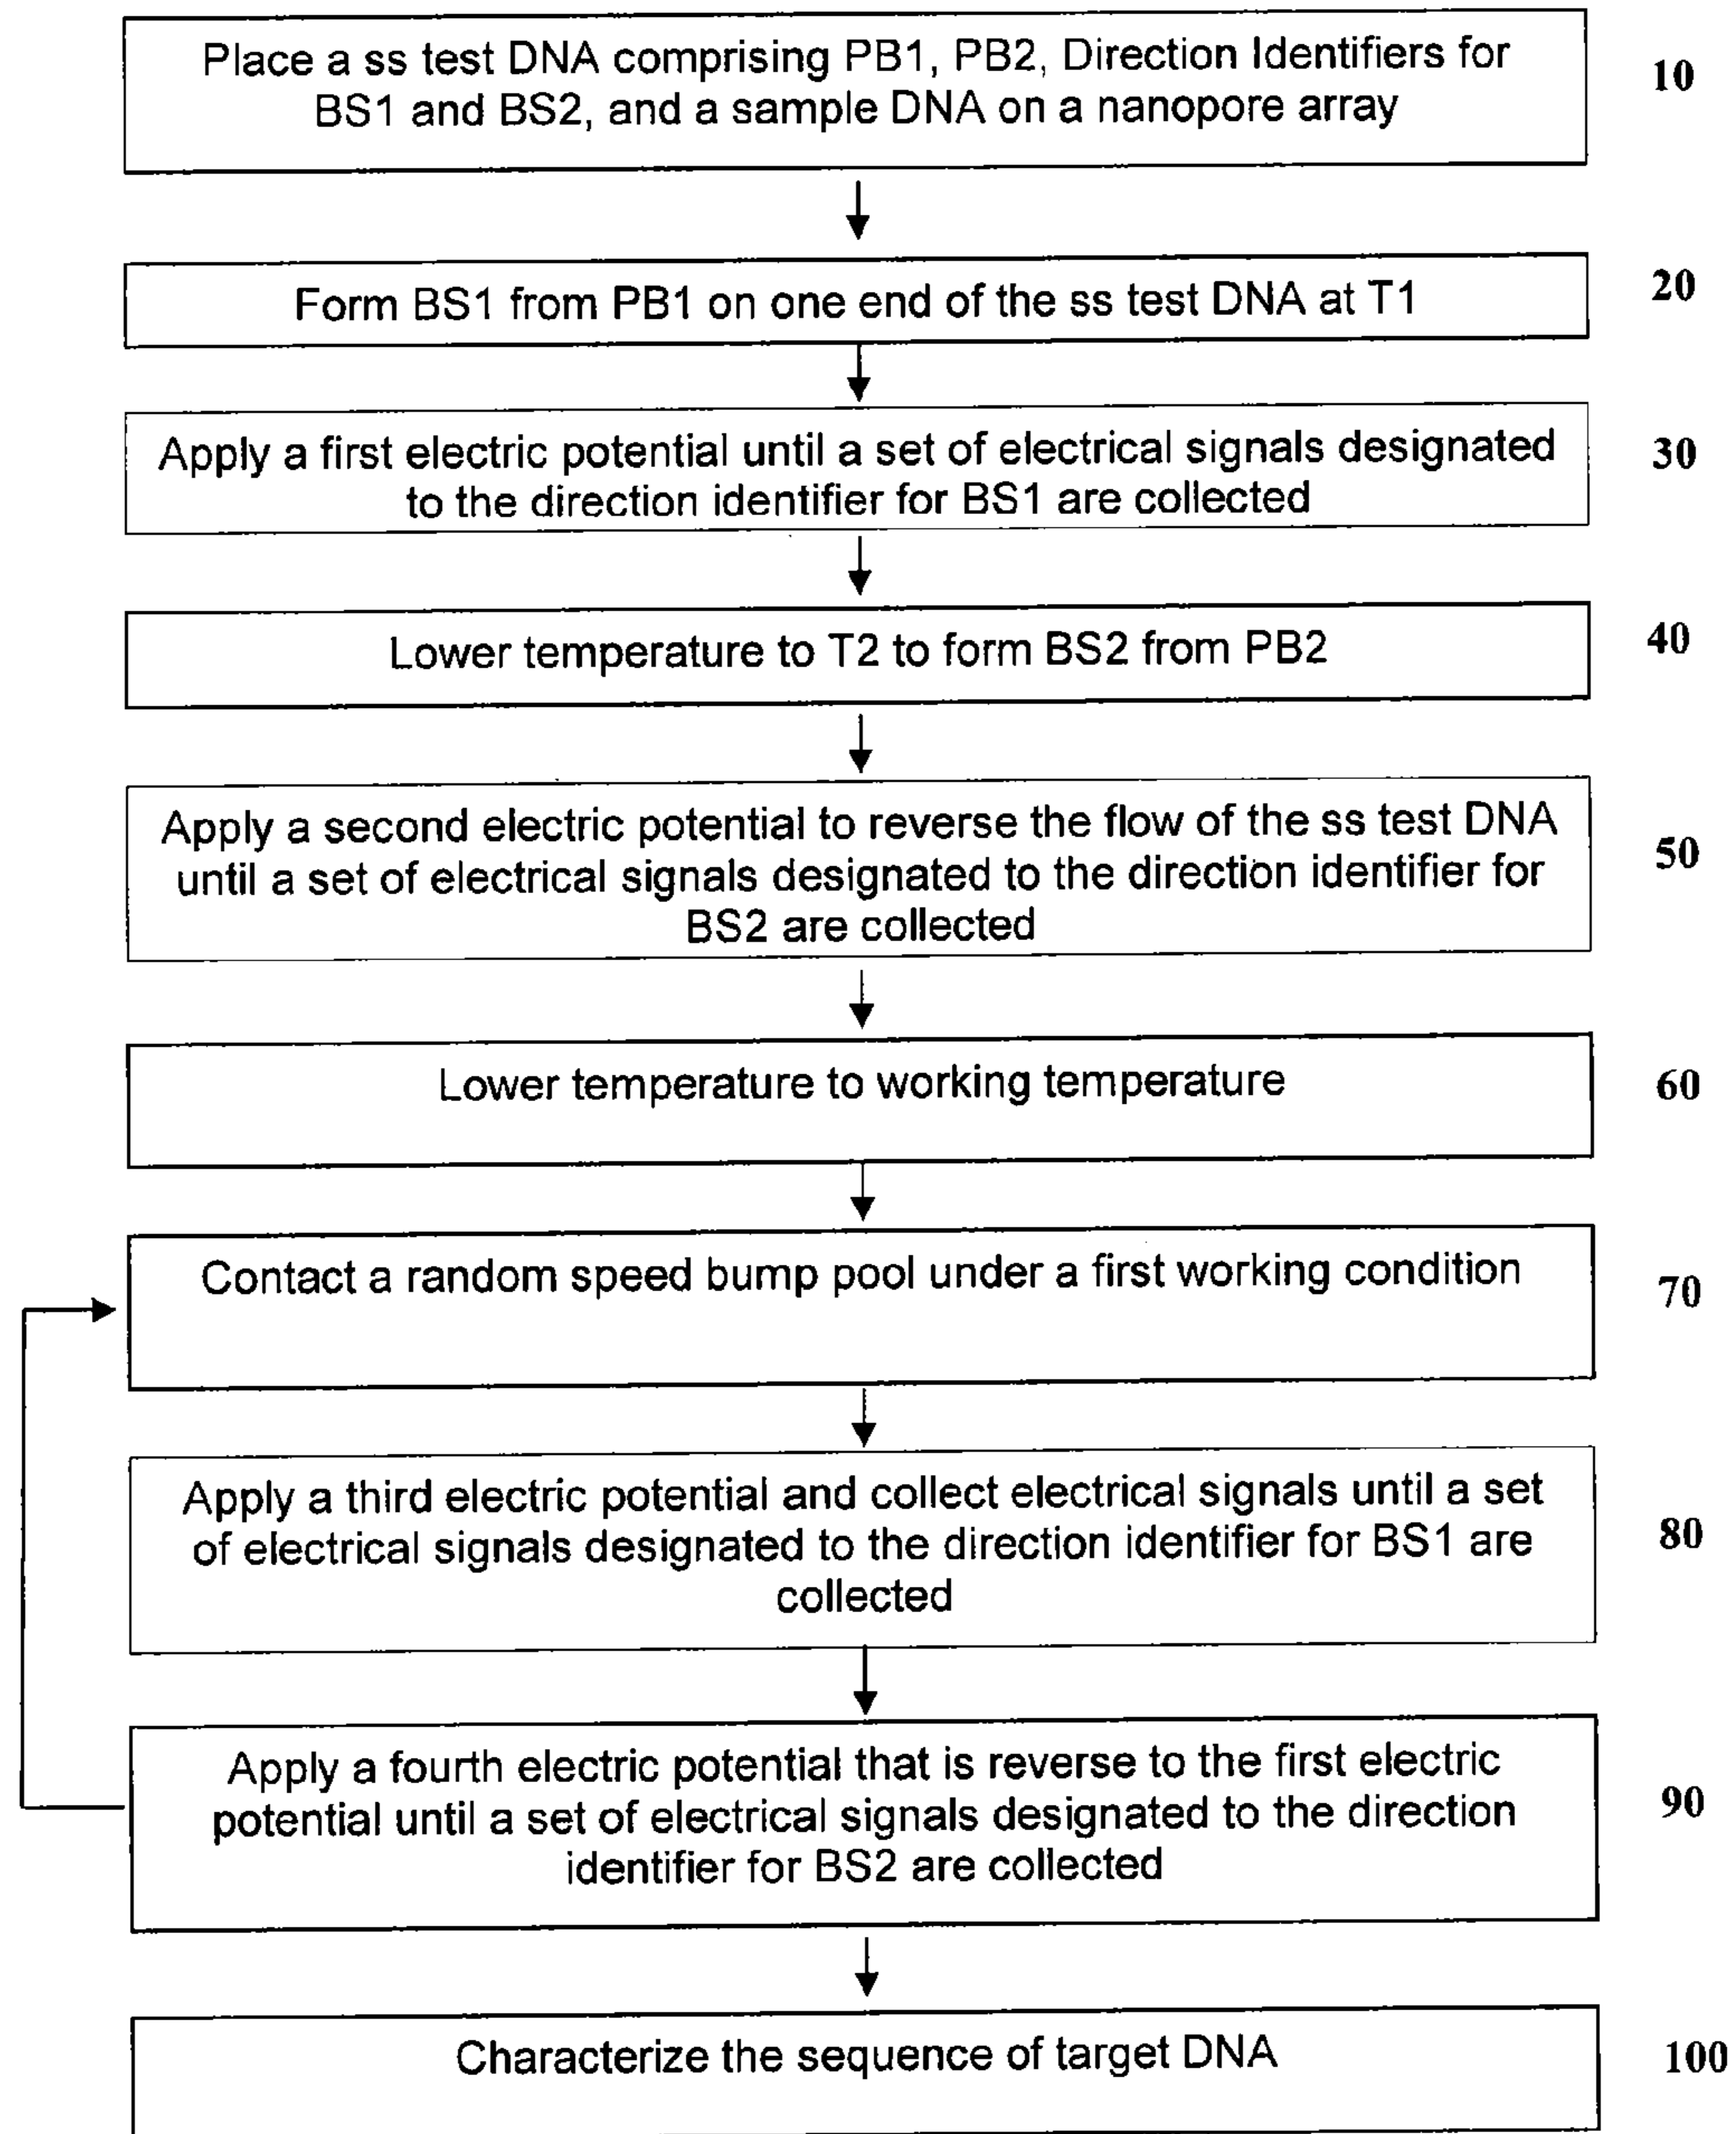 Place a ss test DNA comprising PB1, PB2, Direction Identifiers for
BS1 and BS2, and a sample DNA on a nanopore array
10
Form BS1 from PB1 on one end of the ss test DNA at T1
20
Apply a first electric potential until a set of electrical signals designated
to the direction identifier for BS1 are collected
30
Lower temperature to T2 to form BS2 from PB2
40
Apply a second electric potential to reverse the flow of the ss test DNA
until a set of electrical signals designated to the direction identifier for
BS2 are collected
50
Lower temperature to working temperature
60
Contact a random speed bump pool under a first working condition
70
Apply a third electric potential and collect electrical signals until a set
of electrical signals designated to the direction identifier for BS1 are
collected
80
Apply a fourth electric potential that is reverse to the first electric
potential until a set of electrical signals designated to the direction
identifier for BS2 are collected
90
Characterize the sequence of target DNA
100